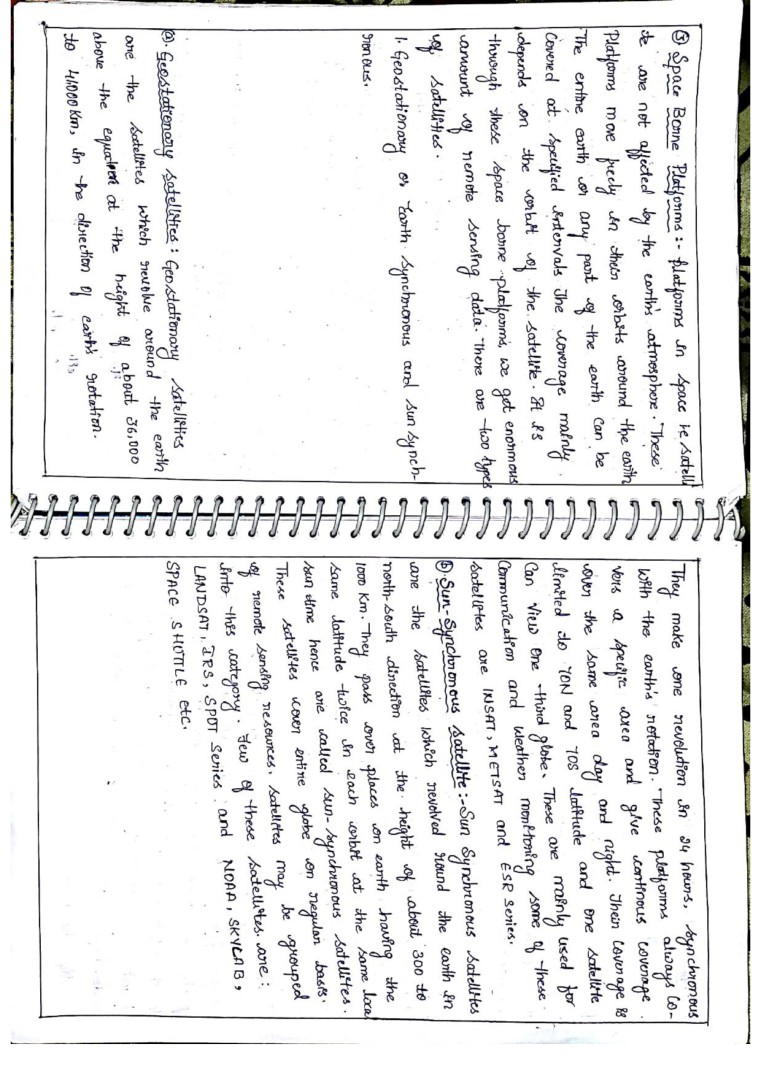 ③ Space Borne Platforms :- Platforms in space ie satelli
te are not affected by the earth's atmosphere. These
Platforms move freely in their orbits around the earth
The entire earth or any part of the earth can be
covered at specified intervals The coverage mainly
depends on the orbit of the satellite. It is
through these space borne platforms we get enormous
amount of remote sensing data. There are two types
of satellites.
1. Geostationary or Earth synchronous and sun synch-
ronous.
ⓐ. Geostationary satellites : Geostationary satellites
are the satellites which revolve around the earth
above the equator at the height of about 36,000
to 41000 Km, in the direction of earth's rotation.
They make one revolution in 24 hours, synchronous
with the earth's rotation. These platforms always co-
vers a specific area and give continous coverage.
over the same area day and night. Their coverage is
limited to 70N and 70S latitude and one satellite
can view one-third globe. These are mainly used for
communication and weather monitoring some of these
satellites are INSAT, METSAT and ESR series.
ⓑ. Sun-Synchronous satellite :- Sun Synchronous satellites
are the satellites which revolved round the earth in
north-south direction at the height of about 300 to
1000 Km. They pass over places on earth having the
same latitude twice in each orbit at the same local
sun time hence are called sun-synchronous satellites.
These satellites cover entire globe on regular basis.
of remote sensing resources. satellites may be grouped
into this category. Few of these satellites are :
LANDSAT, IRS, SPOT Series and NOAA, SKYLAB,
SPACE SHUTTLE etc.